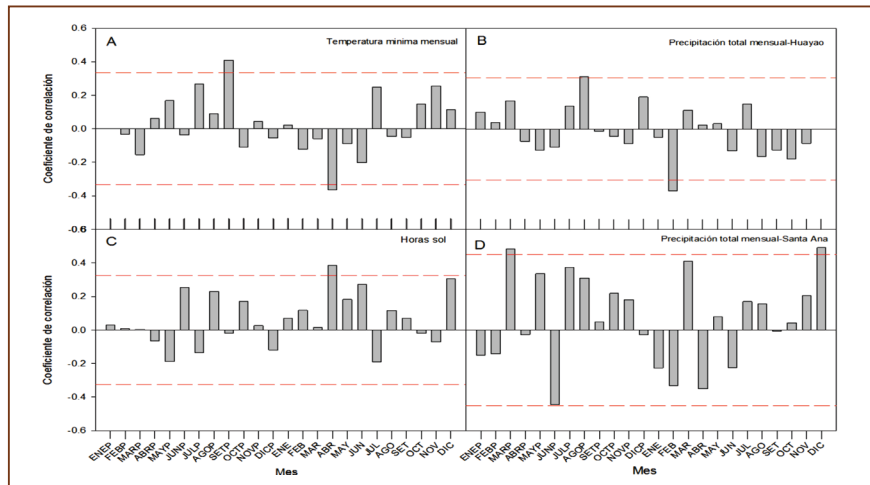 A
Temperatura mínima mensual
B
Precipitación total mensual-Huayao
Coeficiente de correlación
0.6
0.4
0.2
0.0
-0.2
-0.4
C
Horas sol
D
Precipitación total mensual-Santa Ana
Coeficiente de correlación
0.4
0.2
0.0
-0.2
-0.4
-0.6
ENEP FEBP MARP ABRP MAYP JUNP JULP AGOP SETP OCTP NOVP DICP ENE FEB MAR ABR MAY JUN JUL AGO SET OCT NOV DIC
ENEP FEBP MARP ABRP MAYP JUNP JULP AGOP SETP OCTP NOVP DICP ENE FEB MAR ABR MAY JUN JUL AGO SET OCT NOV DIC
Mes
Mes